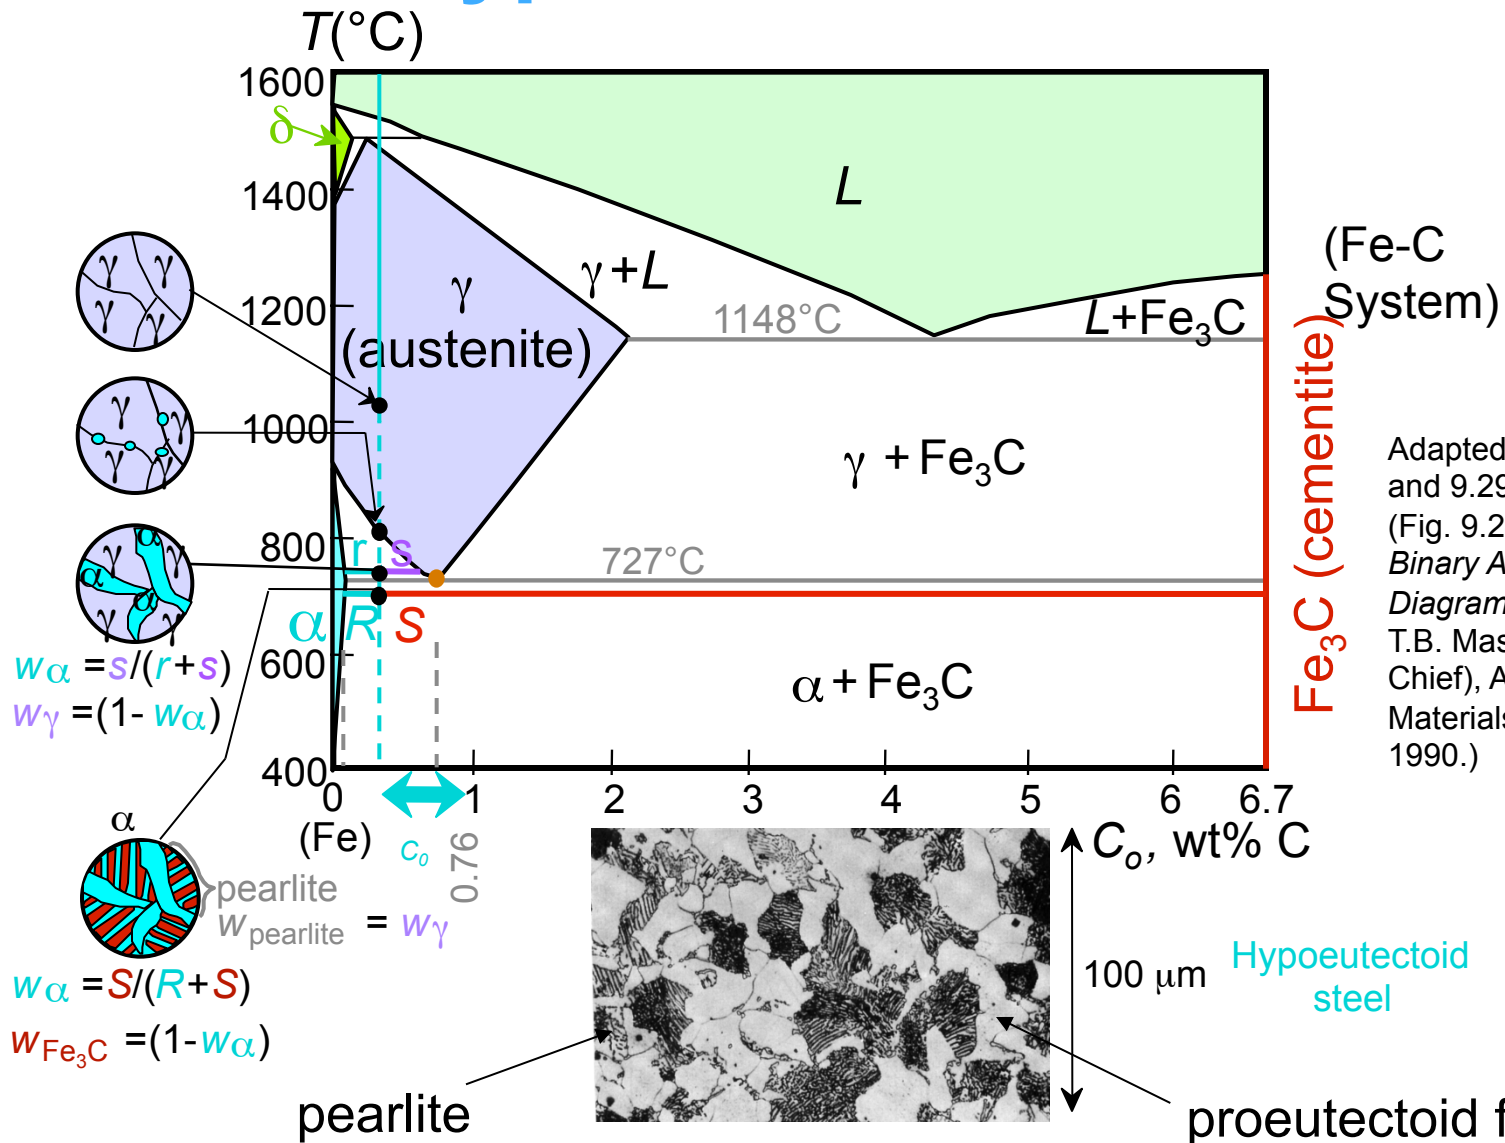 T(°C)
1600
δ
1400
L
(Fe-C
System)
γ γ
γ γ
γ+L
γ
(austenite)
1200
1148°C
L+Fe₃C
1000
γ γ
γ γ
γ + Fe₃C
Fe₃C (cementite)
Adapted
and 9.29
(Fig. 9.2
Binary A
Diagram
T.B. Mas
Chief), A
Materials
1990.)
800
r s
727°C
γ α γ
α α
γ γ
α R S
600
α + Fe₃C
wα =s/(r+s)
wγ =(1- wα)
400
0 1 2 3 4 5 6 6.7
(Fe)
C₀
0.76
Cₒ, wt% C
α
pearlite
w pearlite = wγ
100 μm
Hypoeutectoid
steel
wα =S/(R+S)
wFe₃C =(1-wα)
pearlite
proeutectoid f